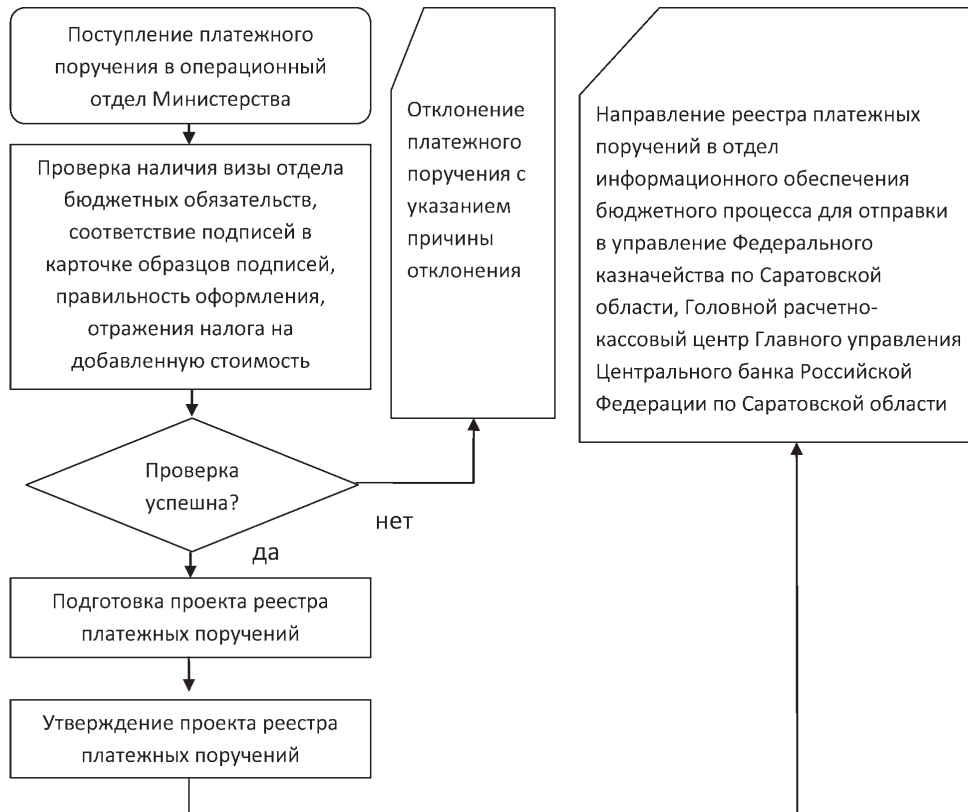 Поступление платежного
поручения в операционный
отдел Министерства
Проверка наличия визы отдела
бюджетных обязательств,
соответствие подписей в
карточке образцов подписей,
правильность оформления,
отражения налога на
добавленную стоимость
Проверка
успешна?
нет
да
Отклонение
платежного
поручения с
указанием
причины
отклонения
Подготовка проекта реестра
платежных поручений
Утверждение проекта реестра
платежных поручений
Направление реестра платежных
поручений в отдел
информационного обеспечения
бюджетного процесса для отправки
в управление Федерального
казначейства по Саратовской
области, Головной расчетно-
кассовый центр Главного управления
Центрального банка Российской
Федерации по Саратовской области